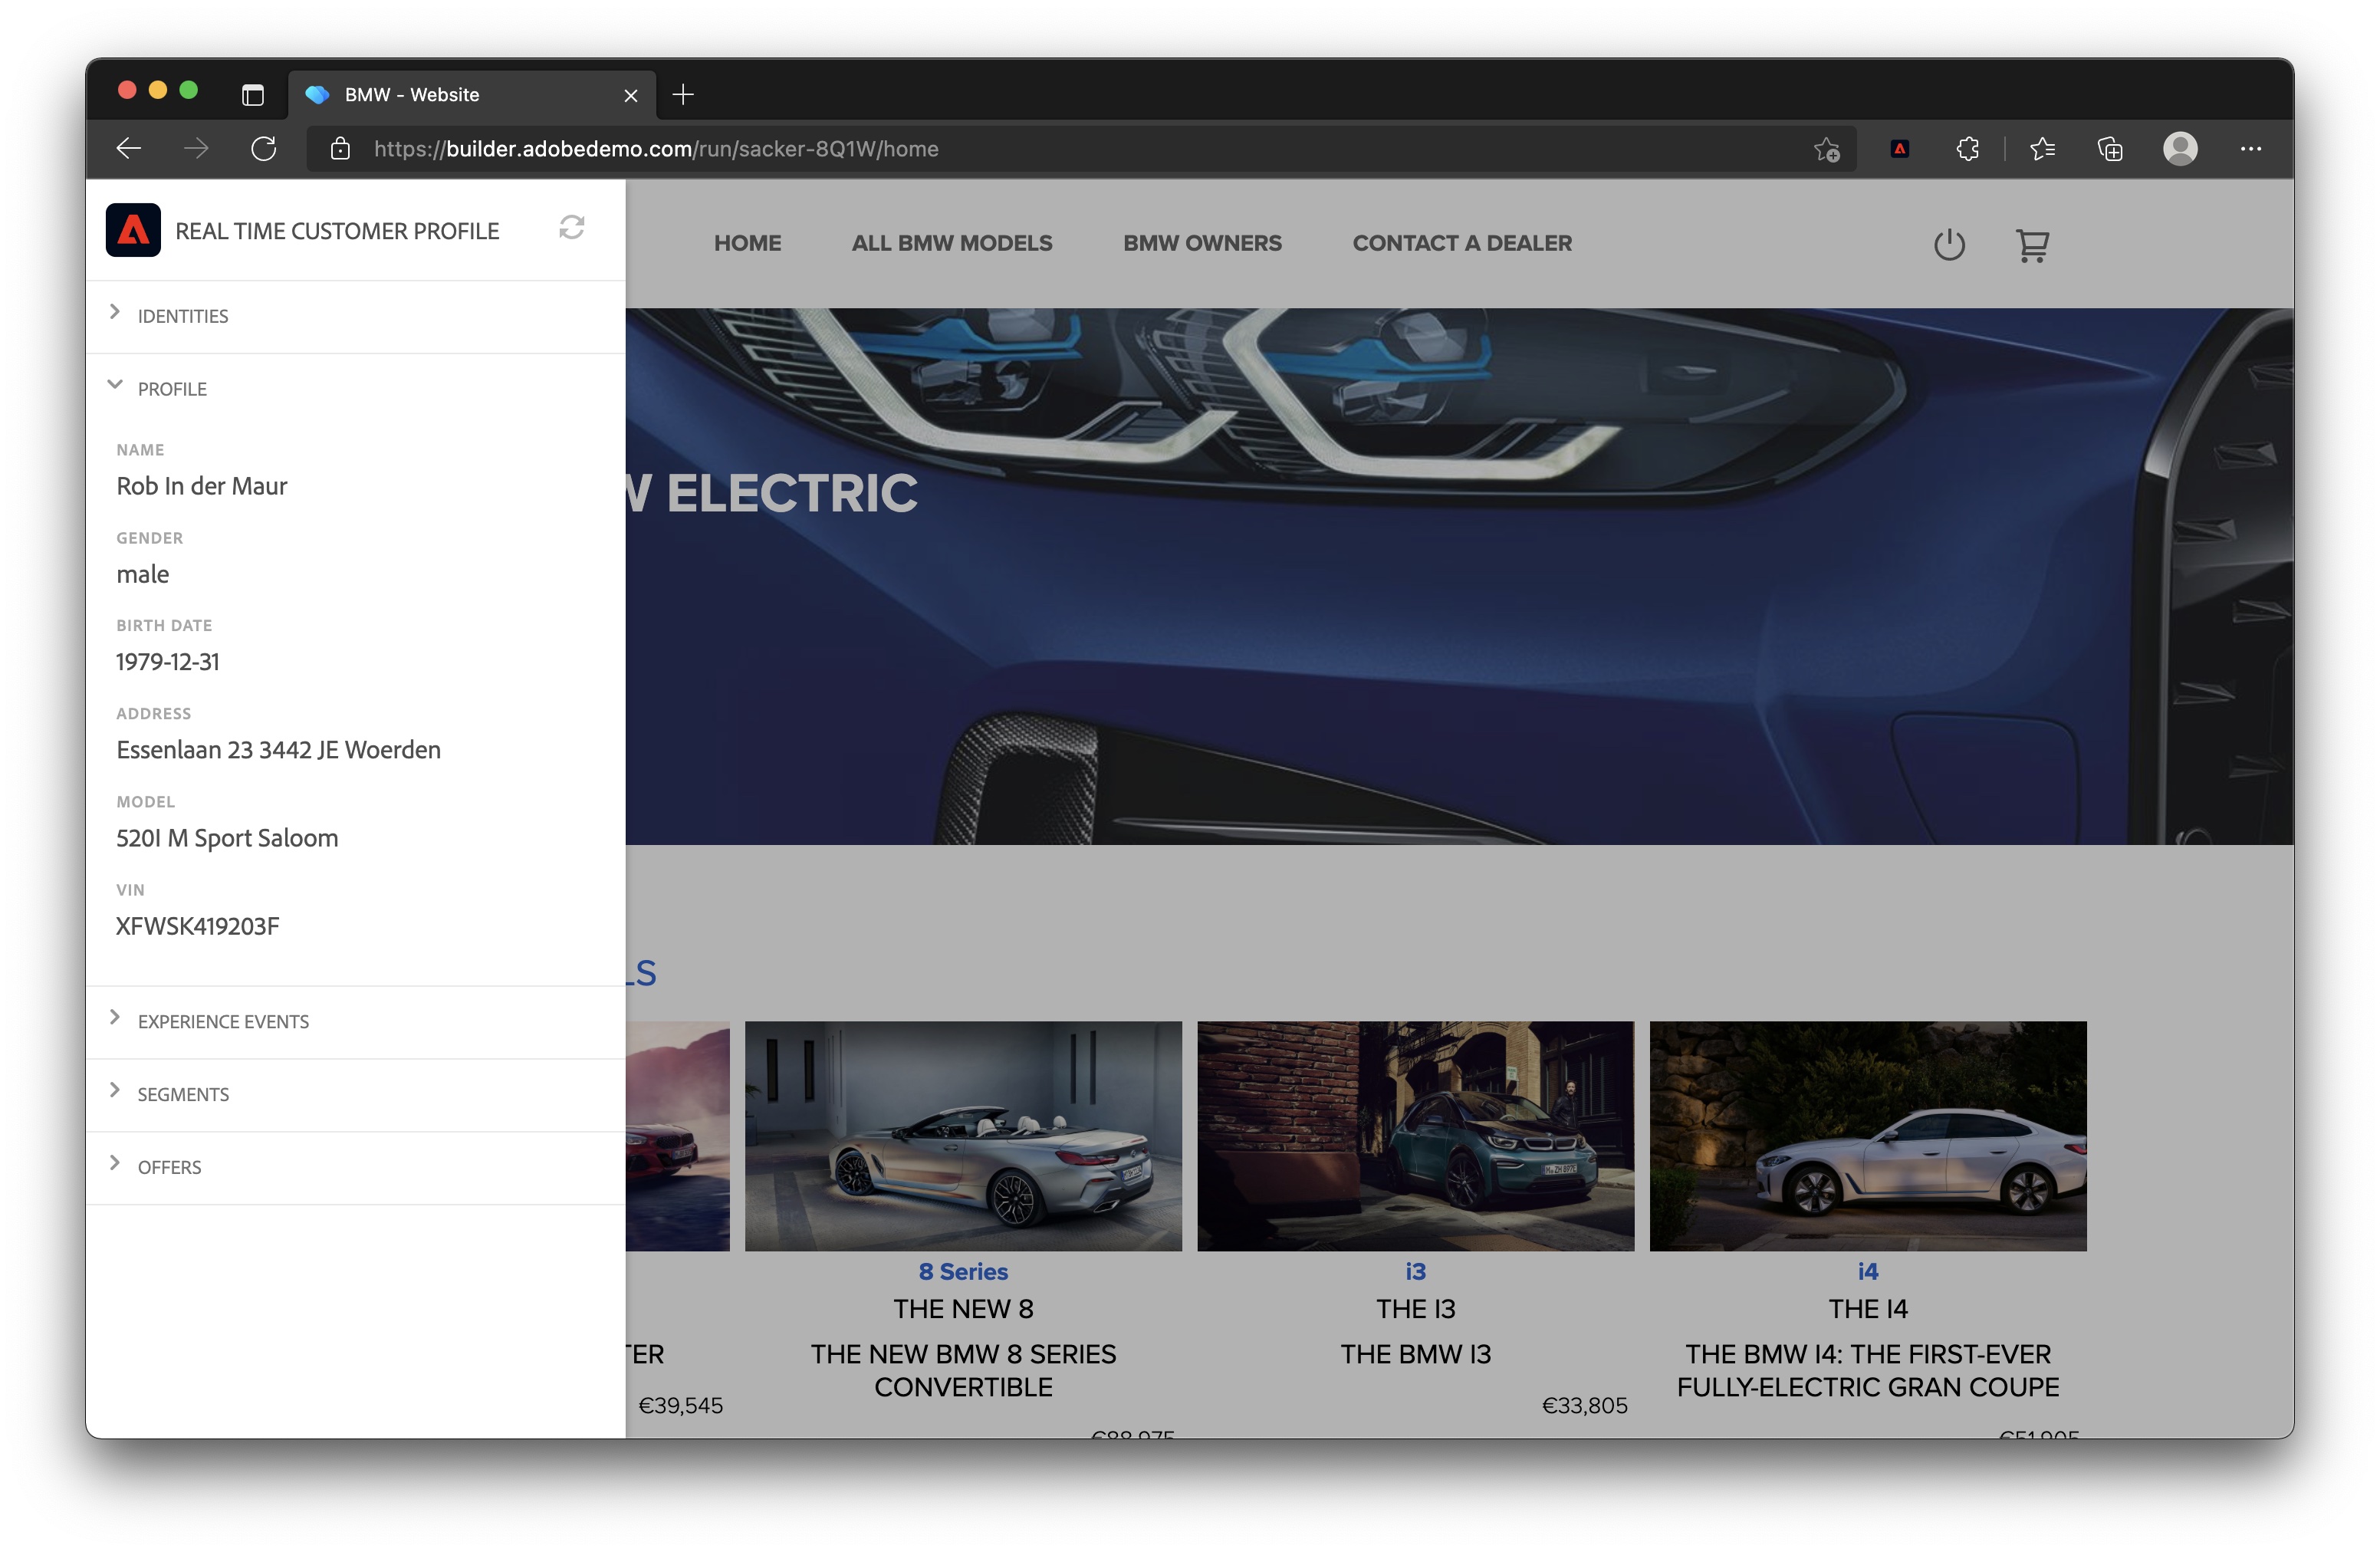 BMW - Website
https://builder.adobedemo.com/run/sacker-8Q1W/home
REAL TIME CUSTOMER PROFILE
HOME
ALL BMW MODELS
BMW OWNERS
CONTACT A DEALER
IDENTITIES
PROFILE
NAME
Rob In der Maur
GENDER
male
BIRTH DATE
1979-12-31
ADDRESS
Essenlaan 23 3442 JE Woerden
MODEL
520I M Sport Saloom
VIN
XFWSK419203F
EXPERIENCE EVENTS
SEGMENTS
OFFERS
W ELECTRIC
LS
TER
€39,545
8 Series
THE NEW 8
THE NEW BMW 8 SERIES
CONVERTIBLE
€88,975
i3
THE I3
THE BMW I3
€33,805
i4
THE I4
THE BMW I4: THE FIRST-EVER
FULLY-ELECTRIC GRAN COUPE
€51,905